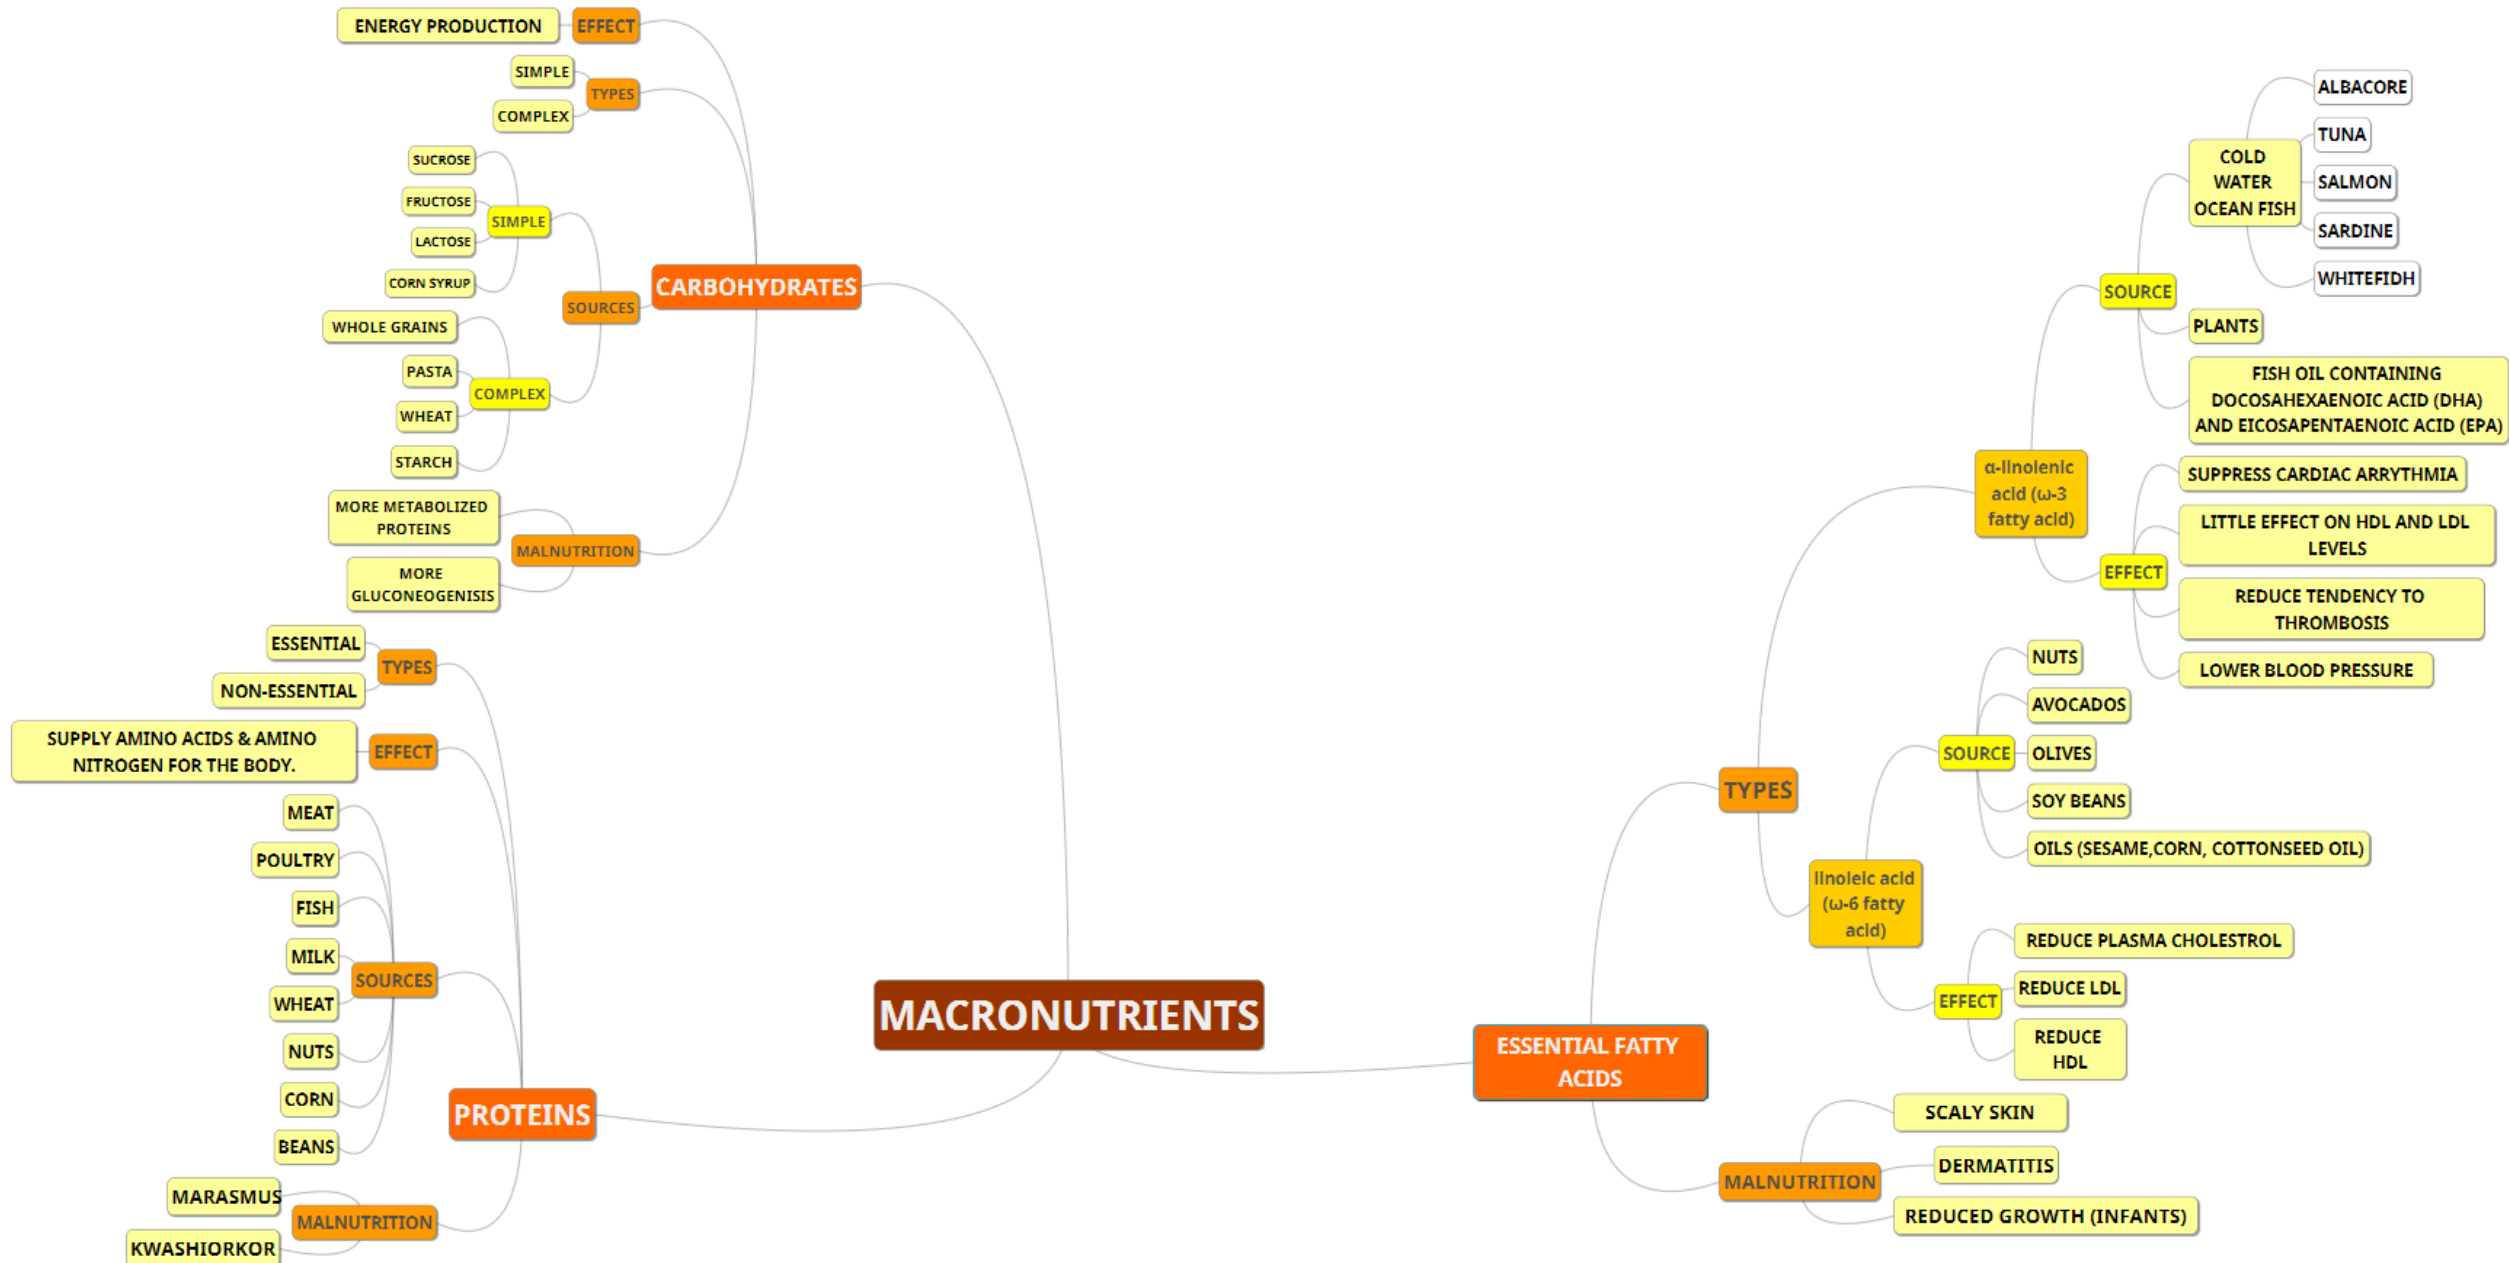 MACRONUTRIENTS
CARBOHYDRATES
EFFECT
ENERGY PRODUCTION
TYPES
SIMPLE
COMPLEX
SOURCES
SIMPLE
SUCROSE
FRUCTOSE
LACTOSE
CORN SYRUP
COMPLEX
WHOLE GRAINS
PASTA
WHEAT
STARCH
MALNUTRITION
MORE METABOLIZED
PROTEINS
MORE
GLUCONEOGENISIS
PROTEINS
TYPES
ESSENTIAL
NON-ESSENTIAL
EFFECT
SUPPLY AMINO ACIDS & AMINO
NITROGEN FOR THE BODY.
SOURCES
MEAT
POULTRY
FISH
MILK
WHEAT
NUTS
CORN
BEANS
MALNUTRITION
MARASMUS
KWASHIORKOR
ESSENTIAL FATTY
ACIDS
TYPES
α-linolenic
acid (ω-3
fatty acid)
SOURCE
COLD
WATER
OCEAN FISH
ALBACORE
TUNA
SALMON
SARDINE
WHITEFIDH
PLANTS
FISH OIL CONTAINING
DOCOSAHEXAENOIC ACID (DHA)
AND EICOSAPENTAENOIC ACID (EPA)
EFFECT
SUPPRESS CARDIAC ARRYTHMIA
LITTLE EFFECT ON HDL AND LDL
LEVELS
REDUCE TENDENCY TO
THROMBOSIS
LOWER BLOOD PRESSURE
linoleic acid
(ω-6 fatty
acid)
SOURCE
NUTS
AVOCADOS
OLIVES
SOY BEANS
OILS (SESAME,CORN, COTTONSEED OIL)
EFFECT
REDUCE PLASMA CHOLESTROL
REDUCE LDL
REDUCE
HDL
MALNUTRITION
SCALY SKIN
DERMATITIS
REDUCED GROWTH (INFANTS)